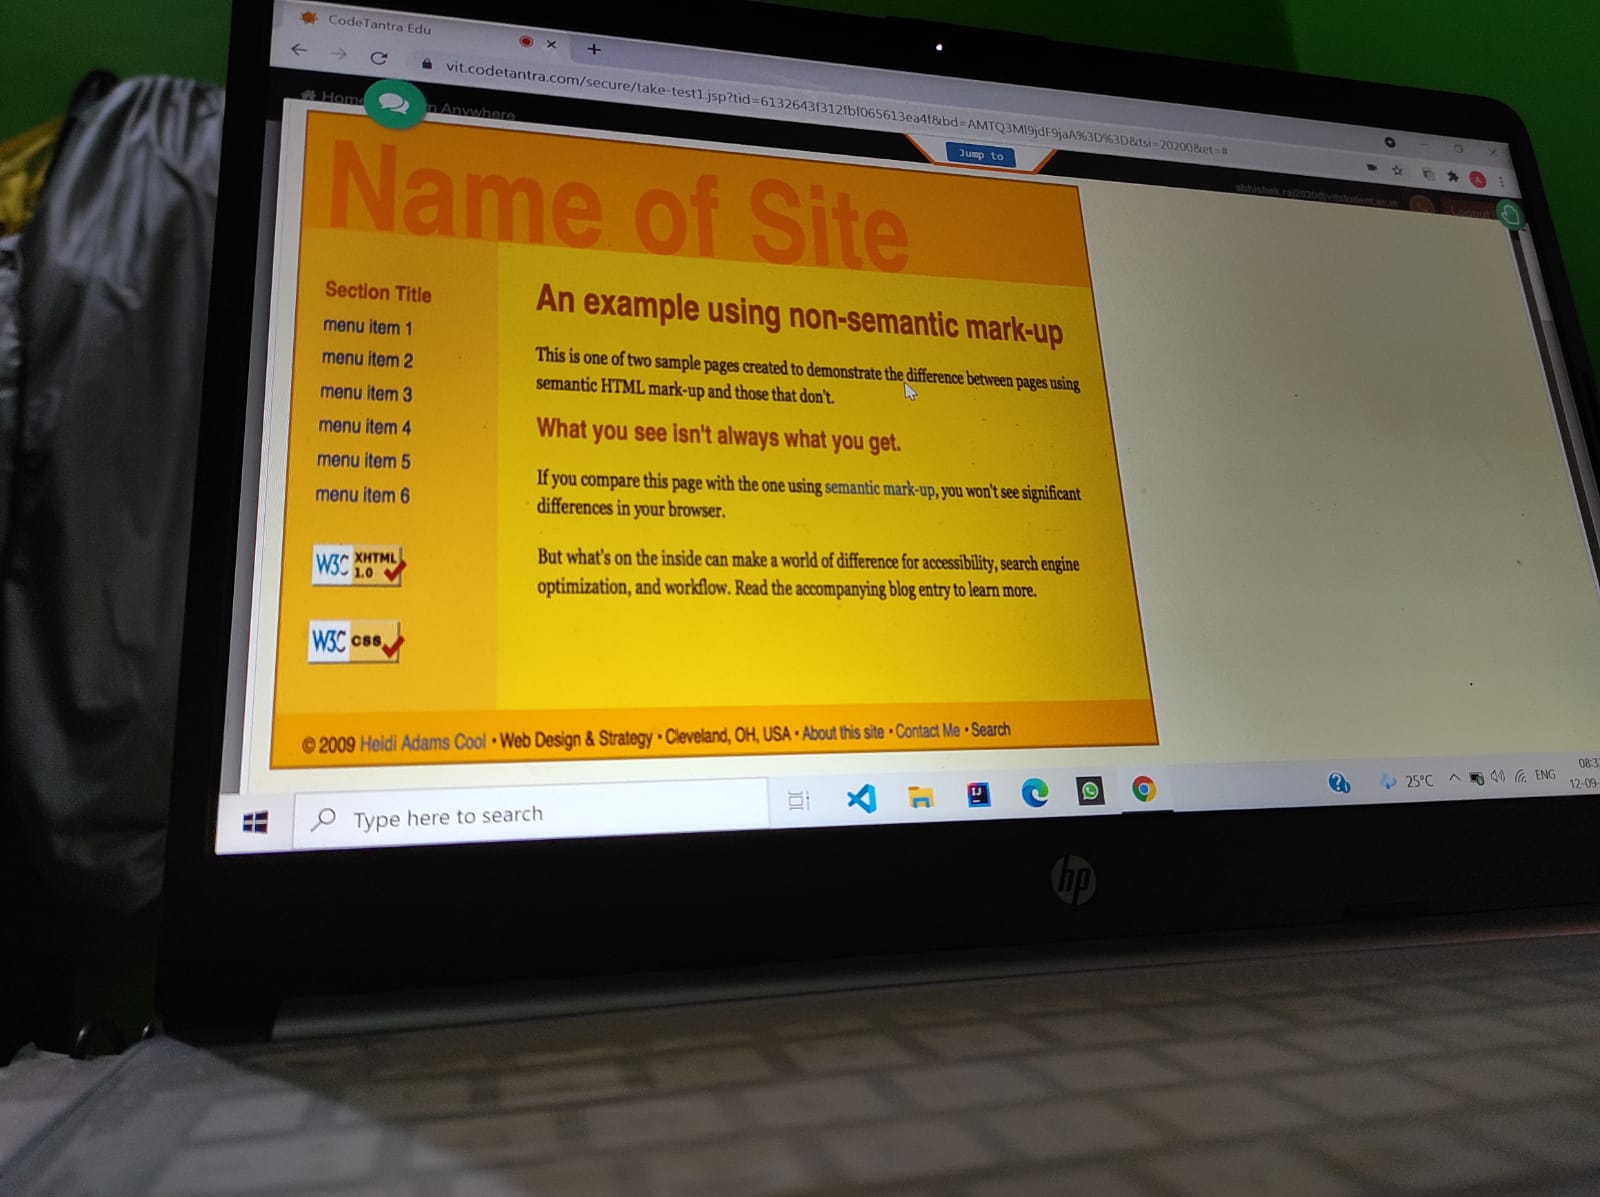 CodeTantra Edu
vit.codetantra.com/secure/take-test1.jsp?tid=6132643f312fbf065613ea4f&bd=AMTQ3MI9jdF9jaA%3D%3D&tsi=20200&et=#
Home
Anywhere
Jump to
Logout
Name of Site
Section Title
menu item 1
menu item 2
menu item 3
menu item 4
menu item 5
menu item 6
W3C XHTML 1.0
W3C css
An example using non-semantic mark-up
This is one of two sample pages created to demonstrate the difference between pages using
semantic HTML mark-up and those that don't.
What you see isn't always what you get.
If you compare this page with the one using semantic mark-up, you won't see significant
differences in your browser.
But what's on the inside can make a world of difference for accessibility, search engine
optimization, and workflow. Read the accompanying blog entry to learn more.
© 2009 Heidi Adams Cool • Web Design & Strategy • Cleveland, OH, USA • About this site • Contact Me • Search
Type here to search
25°C
ENG
08:3
12-09-
hp